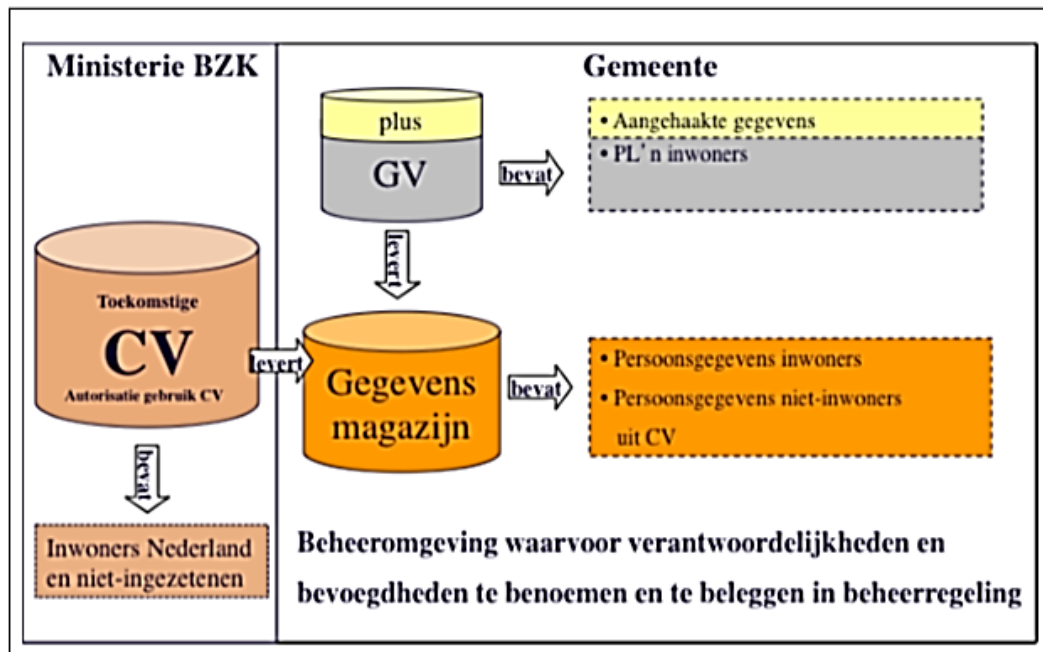 Ministerie BZK
Gemeente
plus
GV
bevat
• Aangehaakte gegevens
• PL'n inwoners
levert
Toekomstige
CV
Autorisatie gebruik CV
levert
Gegevens
magazijn
bevat
• Persoonsgegevens inwoners
• Persoonsgegevens niet-inwoners
uit CV
bevat
Inwoners Nederland
en niet-ingezetenen
Beheeromgeving waarvoor verantwoordelijkheden en
bevoegdheden te benoemen en te beleggen in beheerregeling